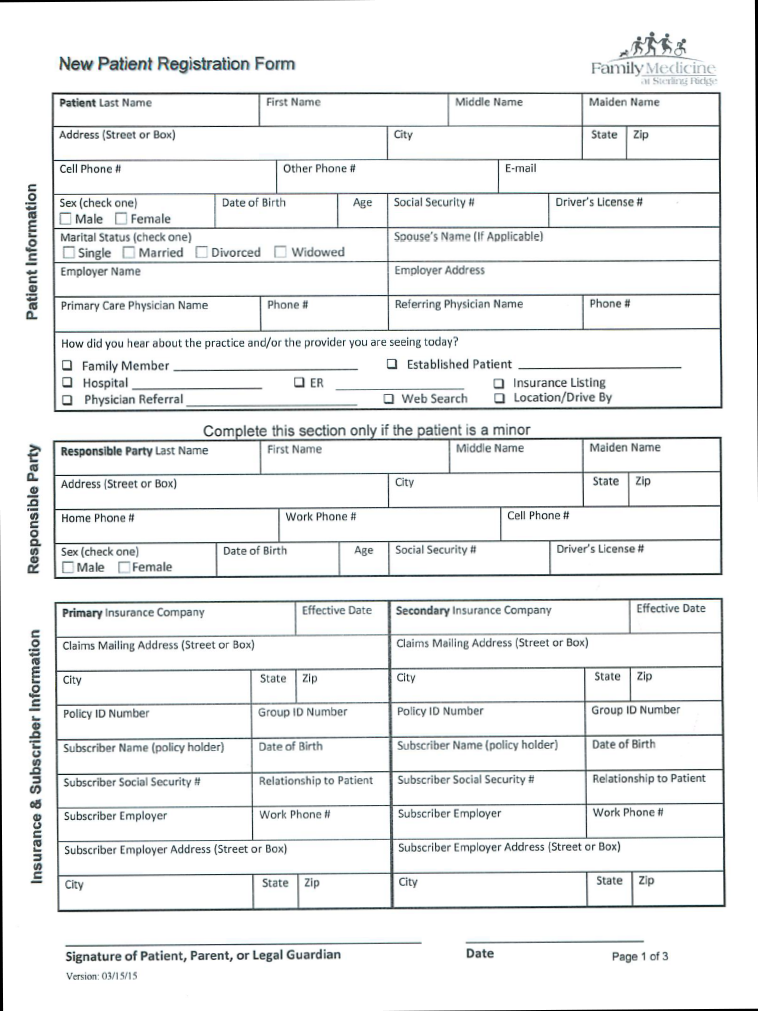 New Patient Registration Form
Family Medicine
at Sterling Ridge
Patient Information
Patient Last Name First Name Middle Name Maiden Name
Address (Street or Box) City State Zip
Cell Phone # Other Phone # E-mail
Sex (check one) Date of Birth Age Social Security # Driver's License #
Male Female
Marital Status (check one) Spouse's Name (If Applicable)
Single Married Divorced Widowed
Employer Name Employer Address
Primary Care Physician Name Phone # Referring Physician Name Phone #
How did you hear about the practice and/or the provider you are seeing today?
Family Member Established Patient
Hospital ER Insurance Listing
Physician Referral Web Search Location/Drive By
Complete this section only if the patient is a minor
Responsible Party
Responsible Party Last Name First Name Middle Name Maiden Name
Address (Street or Box) City State Zip
Home Phone # Work Phone # Cell Phone #
Sex (check one) Date of Birth Age Social Security # Driver's License #
Male Female
Insurance & Subscriber Information
Primary Insurance Company Effective Date Secondary Insurance Company Effective Date
Claims Mailing Address (Street or Box) Claims Mailing Address (Street or Box)
City State Zip City State Zip
Policy ID Number Group ID Number Policy ID Number Group ID Number
Subscriber Name (policy holder) Date of Birth Subscriber Name (policy holder) Date of Birth
Subscriber Social Security # Relationship to Patient Subscriber Social Security # Relationship to Patient
Subscriber Employer Work Phone # Subscriber Employer Work Phone #
Subscriber Employer Address (Street or Box) Subscriber Employer Address (Street or Box)
City State Zip City State Zip
Signature of Patient, Parent, or Legal Guardian Date Page 1 of 3
Version: 03/15/15